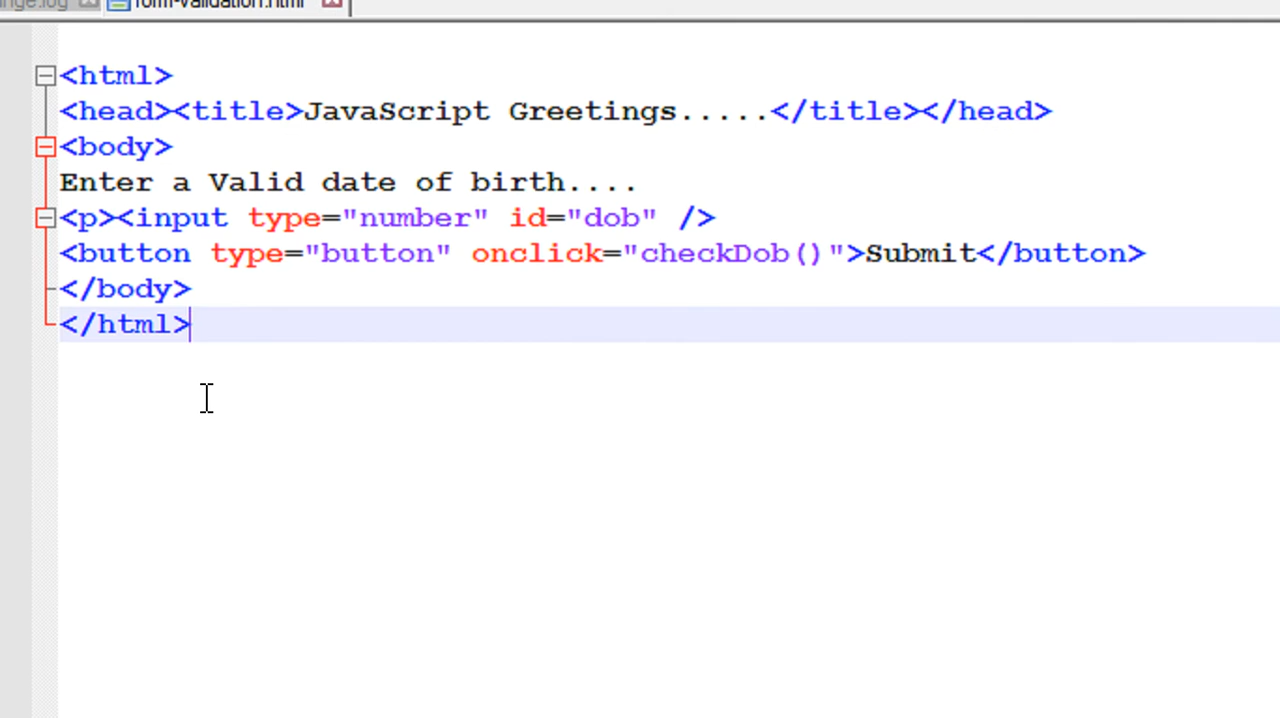 <html>
<head><title>JavaScript Greetings.....</title></head>
<body>
Enter a Valid date of birth....
<p><input type="number" id="dob" />
<button type="button" onclick="checkDob()">Submit</button>
</body>
</html>